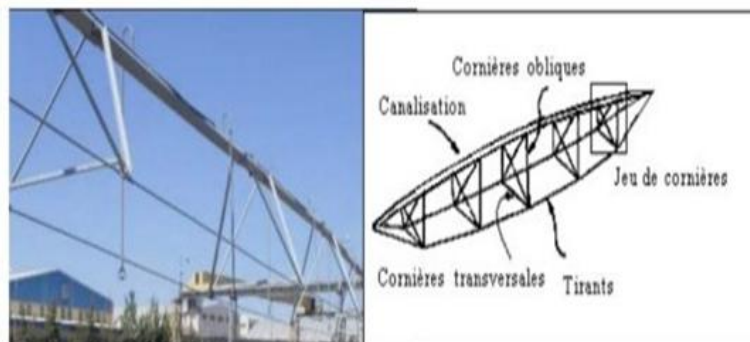 Cornières obliques
Canalisation
Jeu de cornières
Cornières transversales
Tirants